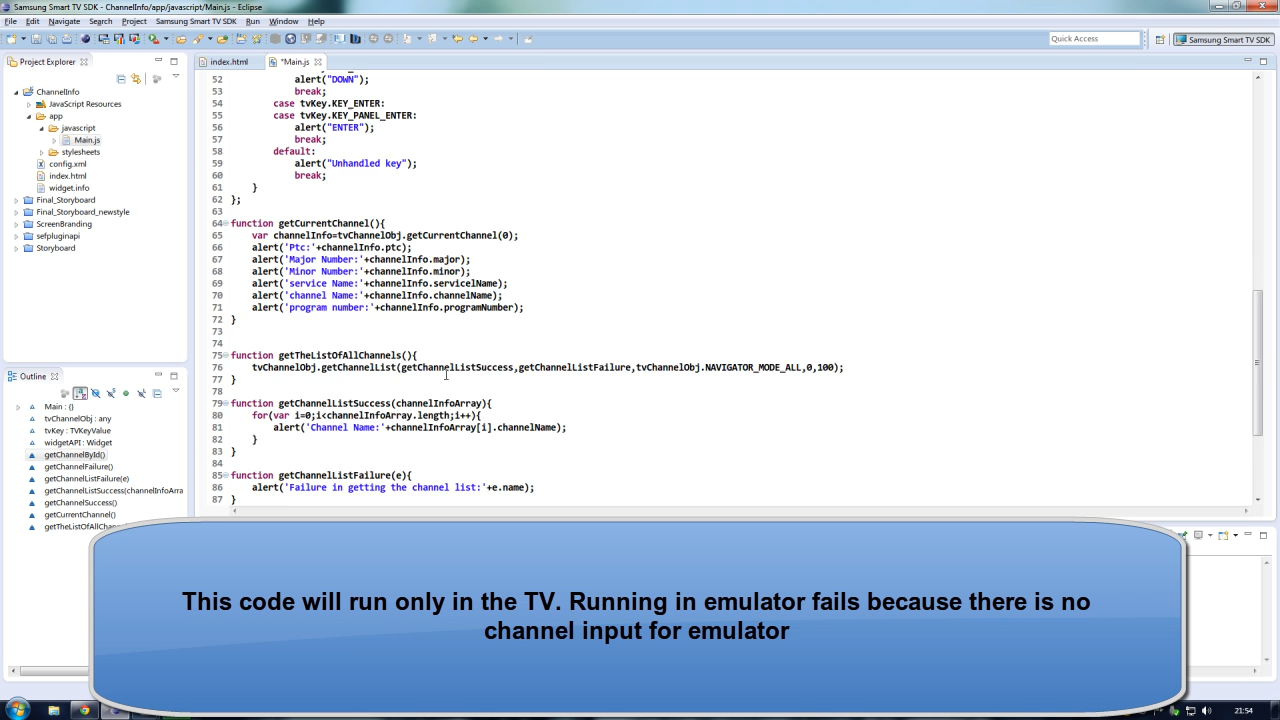 Samsung Smart TV SDK - ChannelInfo/app/javascript/Main.js - Eclipse
File Edit Navigate Search Project Samsung Smart TV SDK Run Window Help
Quick Access
Samsung Smart TV SDK
Project Explorer
ChannelInfo
JavaScript Resources
app
javascript
Main.js
stylesheets
config.xml
index.html
widget.info
Final_Storyboard
Final_Storyboard_newstyle
ScreenBranding
sefpluginapi
Storyboard
Outline
Main : {}
tvChannelObj : any
tvKey : TVKeyValue
widgetAPI : Widget
getChannelById()
getChannelFailure()
getChannelListFailure(e)
getChannelListSuccess(channelInfoArra
getChannelSuccess()
getCurrentChannel()
getTheListOfAllChann
index.html *Main.js
52 alert("DOWN");
53 break;
54 case tvKey.KEY_ENTER:
55 case tvKey.KEY_PANEL_ENTER:
56 alert("ENTER");
57 break;
58 default:
59 alert("Unhandled key");
60 break;
61 }
62 };
63
64 function getCurrentChannel(){
65 var channelInfo=tvChannelObj.getCurrentChannel(0);
66 alert('Ptc:'+channelInfo.ptc);
67 alert('Major Number:'+channelInfo.major);
68 alert('Minor Number:'+channelInfo.minor);
69 alert('service Name:'+channelInfo.servicelName);
70 alert('channel Name:'+channelInfo.channelName);
71 alert('program number:'+channelInfo.programNumber);
72 }
73
74
75 function getTheListOfAllChannels(){
76 tvChannelObj.getChannelList(getChannelListSuccess,getChannelListFailure,tvChannelObj.NAVIGATOR_MODE_ALL,0,100);
77 }
78
79 function getChannelListSuccess(channelInfoArray){
80 for(var i=0;i<channelInfoArray.length;i++){
81 alert('Channel Name:'+channelInfoArray[i].channelName);
82 }
83 }
84
85 function getChannelListFailure(e){
86 alert('Failure in getting the channel list:'+e.name);
87 }
This code will run only in the TV. Running in emulator fails because there is no
channel input for emulator
21:54